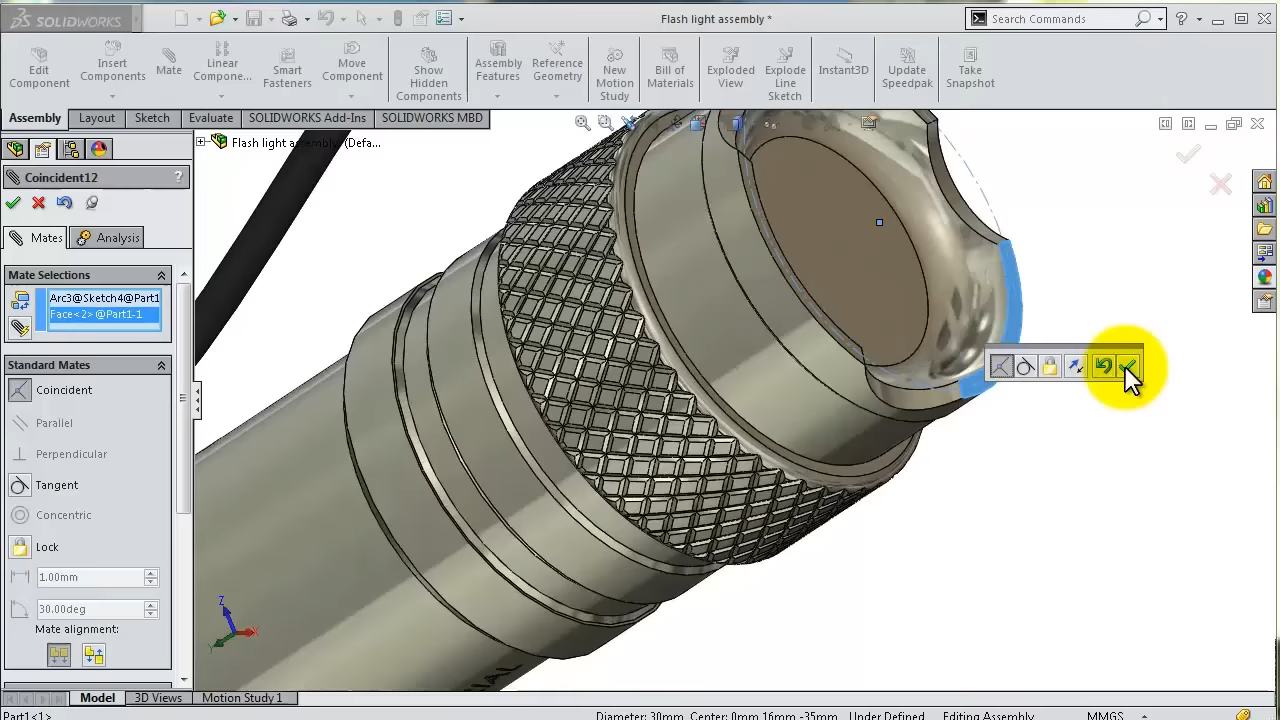 SOLIDWORKS
Flash light assembly *
Search Commands
Edit Component
Insert Components
Mate
Linear Compone...
Smart Fasteners
Move Component
Show Hidden Components
Assembly Features
Reference Geometry
New Motion Study
Bill of Materials
Exploded View
Explode Line Sketch
Instant3D
Update Speedpak
Take Snapshot
Assembly
Layout
Sketch
Evaluate
SOLIDWORKS Add-Ins
SOLIDWORKS MBD
Flash light assembly (Defa...
Coincident12
?
Mates
Analysis
Mate Selections
Arc3@Sketch4@Part1
Face<2>@Part1-1
Standard Mates
Coincident
Parallel
Perpendicular
Tangent
Concentric
Lock
1.00mm
30.00deg
Mate alignment:
Z
X
Y
Model
3D Views
Motion Study 1
Part1<1>
Diameter: 30mm Center: 0mm,16mm,-35mm
Under Defined
Editing Assembly
MMGS